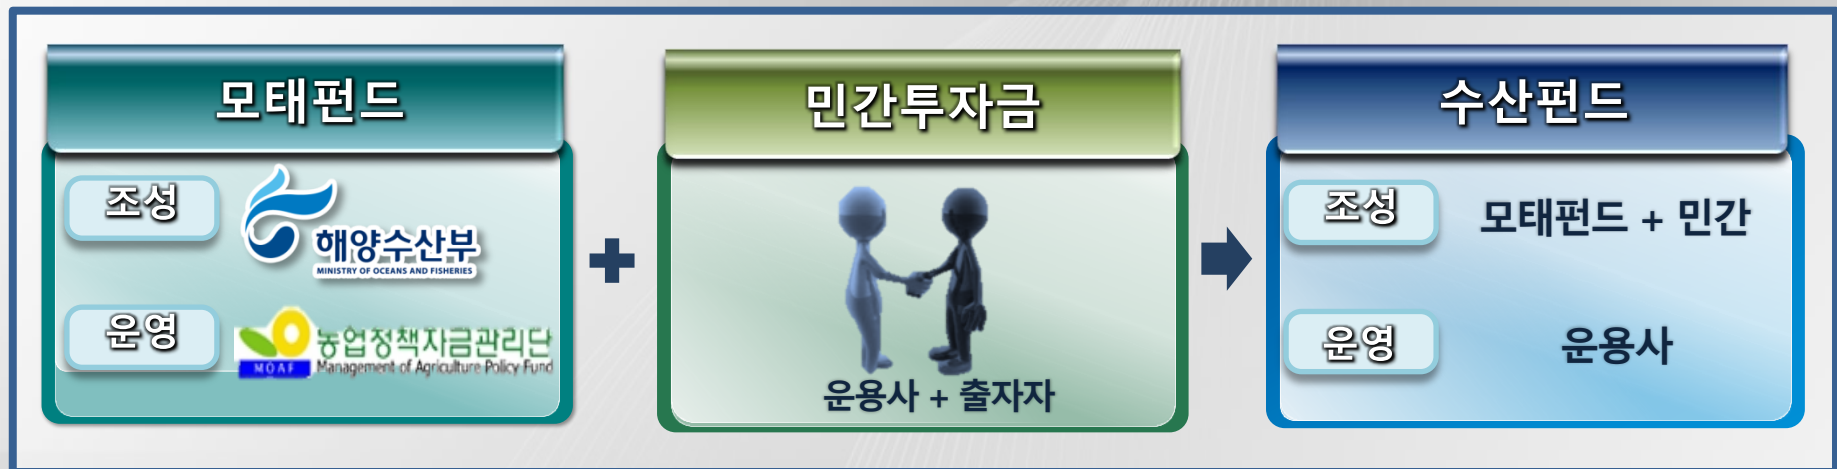 모태펀드
조성
해양수산부
MINISTRY OF OCEANS AND FISHERIES
운영
농업정책자금관리단
MOAF
Management of Agriculture Policy Fund
+
민간투자금
운용사 + 출자자
수산펀드
조성
모태펀드 + 민간
운영
운용사